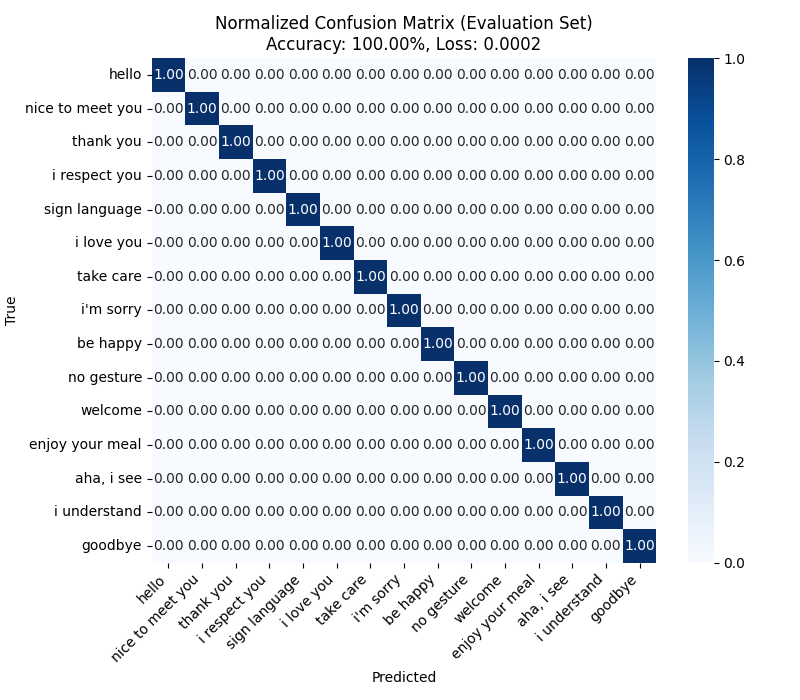 Normalized Confusion Matrix (Evaluation Set)
Accuracy: 100.00%, Loss: 0.0002
hello 1.00 0.00 0.00 0.00 0.00 0.00 0.00 0.00 0.00 0.00 0.00 0.00 0.00 0.00 0.00
nice to meet you 0.00 1.00 0.00 0.00 0.00 0.00 0.00 0.00 0.00 0.00 0.00 0.00 0.00 0.00 0.00
thank you 0.00 0.00 1.00 0.00 0.00 0.00 0.00 0.00 0.00 0.00 0.00 0.00 0.00 0.00 0.00
i respect you 0.00 0.00 0.00 1.00 0.00 0.00 0.00 0.00 0.00 0.00 0.00 0.00 0.00 0.00 0.00
sign language 0.00 0.00 0.00 0.00 1.00 0.00 0.00 0.00 0.00 0.00 0.00 0.00 0.00 0.00 0.00
i love you 0.00 0.00 0.00 0.00 0.00 1.00 0.00 0.00 0.00 0.00 0.00 0.00 0.00 0.00 0.00
take care 0.00 0.00 0.00 0.00 0.00 0.00 1.00 0.00 0.00 0.00 0.00 0.00 0.00 0.00 0.00
i'm sorry 0.00 0.00 0.00 0.00 0.00 0.00 0.00 1.00 0.00 0.00 0.00 0.00 0.00 0.00 0.00
be happy 0.00 0.00 0.00 0.00 0.00 0.00 0.00 0.00 1.00 0.00 0.00 0.00 0.00 0.00 0.00
no gesture 0.00 0.00 0.00 0.00 0.00 0.00 0.00 0.00 0.00 1.00 0.00 0.00 0.00 0.00 0.00
welcome 0.00 0.00 0.00 0.00 0.00 0.00 0.00 0.00 0.00 0.00 1.00 0.00 0.00 0.00 0.00
enjoy your meal 0.00 0.00 0.00 0.00 0.00 0.00 0.00 0.00 0.00 0.00 0.00 1.00 0.00 0.00 0.00
aha, i see 0.00 0.00 0.00 0.00 0.00 0.00 0.00 0.00 0.00 0.00 0.00 0.00 1.00 0.00 0.00
i understand 0.00 0.00 0.00 0.00 0.00 0.00 0.00 0.00 0.00 0.00 0.00 0.00 0.00 1.00 0.00
goodbye 0.00 0.00 0.00 0.00 0.00 0.00 0.00 0.00 0.00 0.00 0.00 0.00 0.00 0.00 1.00
True
hello
nice to meet you
thank you
i respect you
sign language
i love you
take care
i'm sorry
be happy
no gesture
welcome
enjoy your meal
aha, i see
i understand
goodbye
Predicted
1.0
0.8
0.6
0.4
0.2
0.0